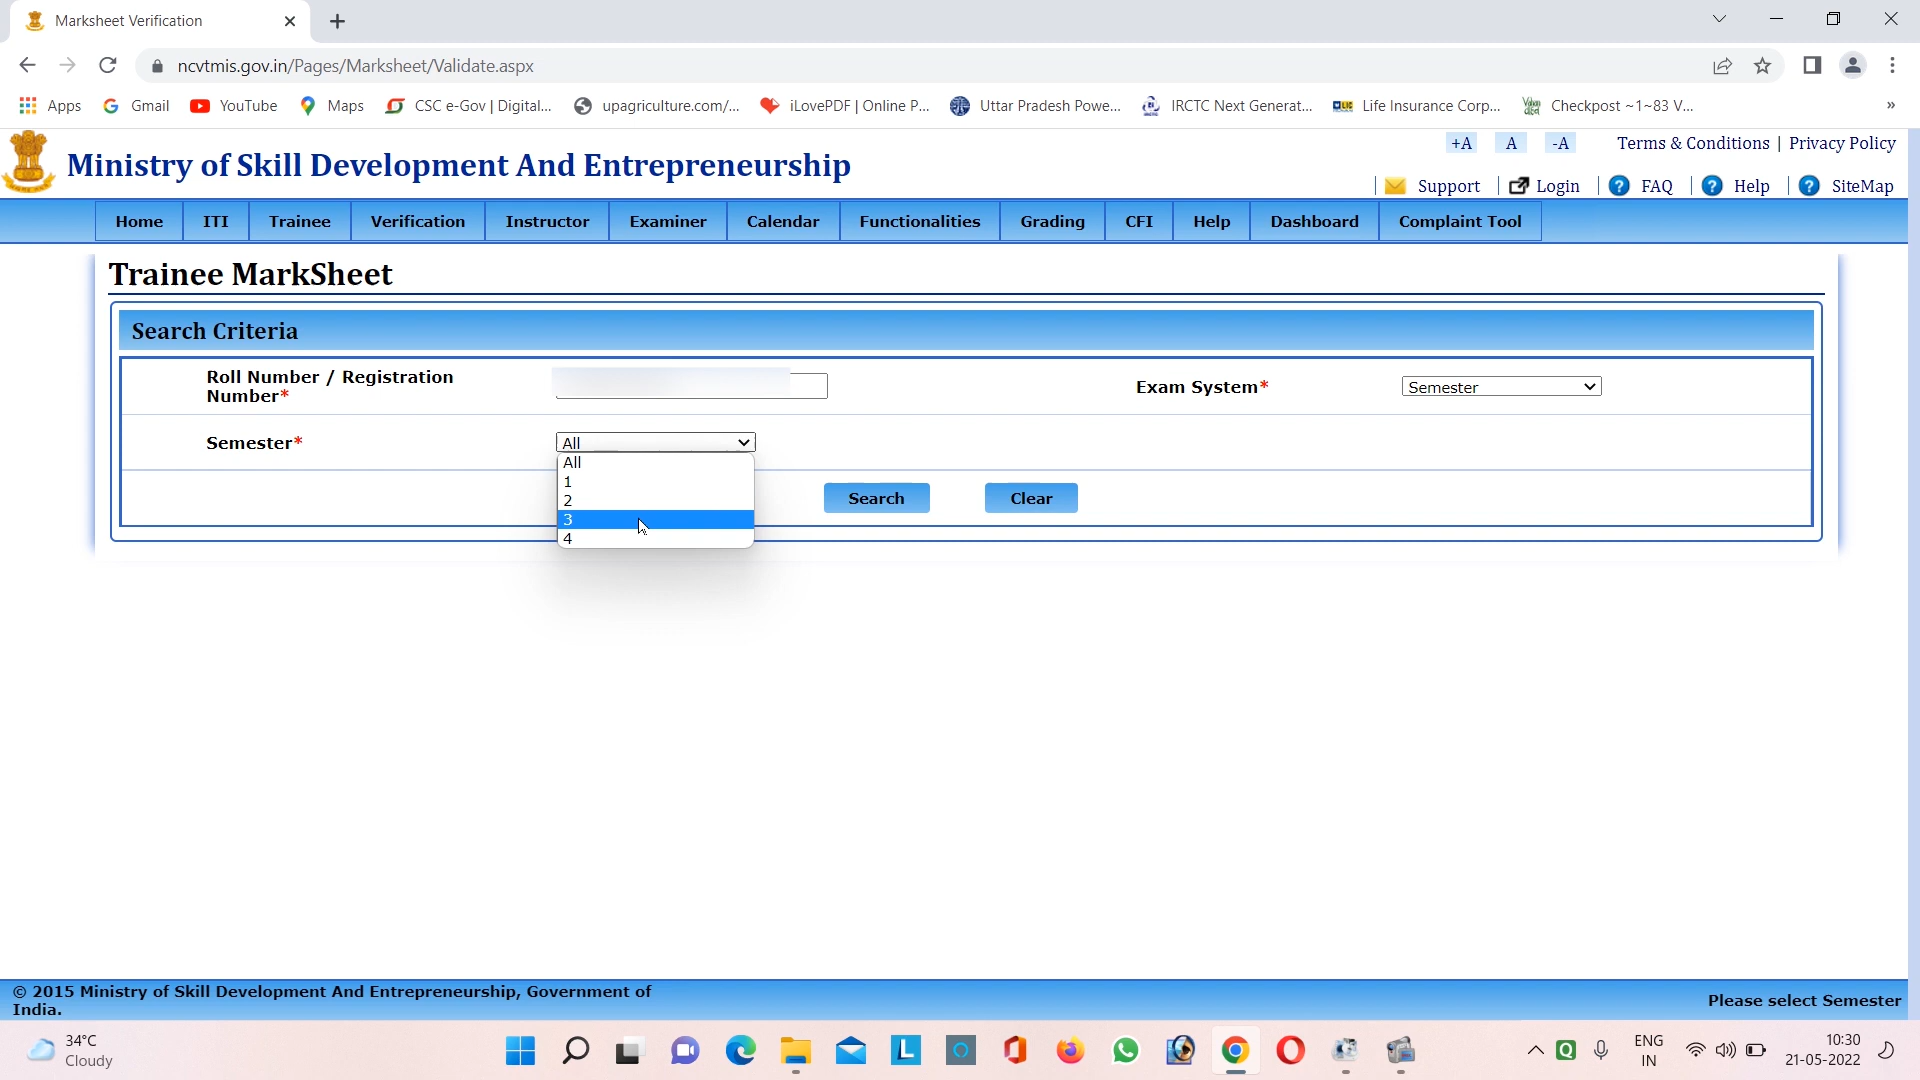 Marksheet Verification
ncvtmis.gov.in/Pages/Marksheet/Validate.aspx
Apps Gmail YouTube Maps CSC e-Gov | Digital... upagriculture.com/... iLovePDF | Online P... Uttar Pradesh Powe... IRCTC Next Generat... Life Insurance Corp... Checkpost ~1~83 V... »
+A A -A Terms & Conditions | Privacy Policy
Ministry of Skill Development And Entrepreneurship
Support Login FAQ Help SiteMap
Home ITI Trainee Verification Instructor Examiner Calendar Functionalities Grading CFI Help Dashboard Complaint Tool
Trainee MarkSheet
Search Criteria
Roll Number / Registration
Number*
Exam System* Semester
Semester* All
All
1
2
3
4
Search Clear
© 2015 Ministry of Skill Development And Entrepreneurship, Government of
India.
Please select Semester
34°C
Cloudy
ENG
IN
10:30
21-05-2022